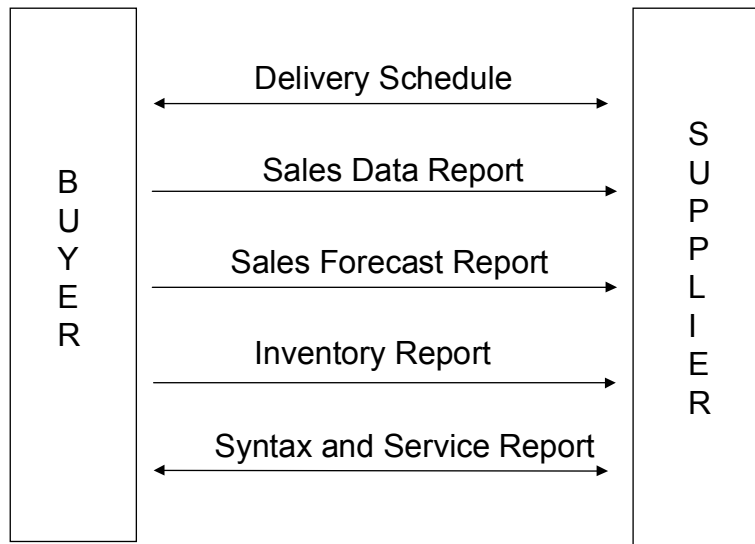 BUYER
Delivery Schedule
Sales Data Report
Sales Forecast Report
Inventory Report
Syntax and Service Report
SUPPLIER